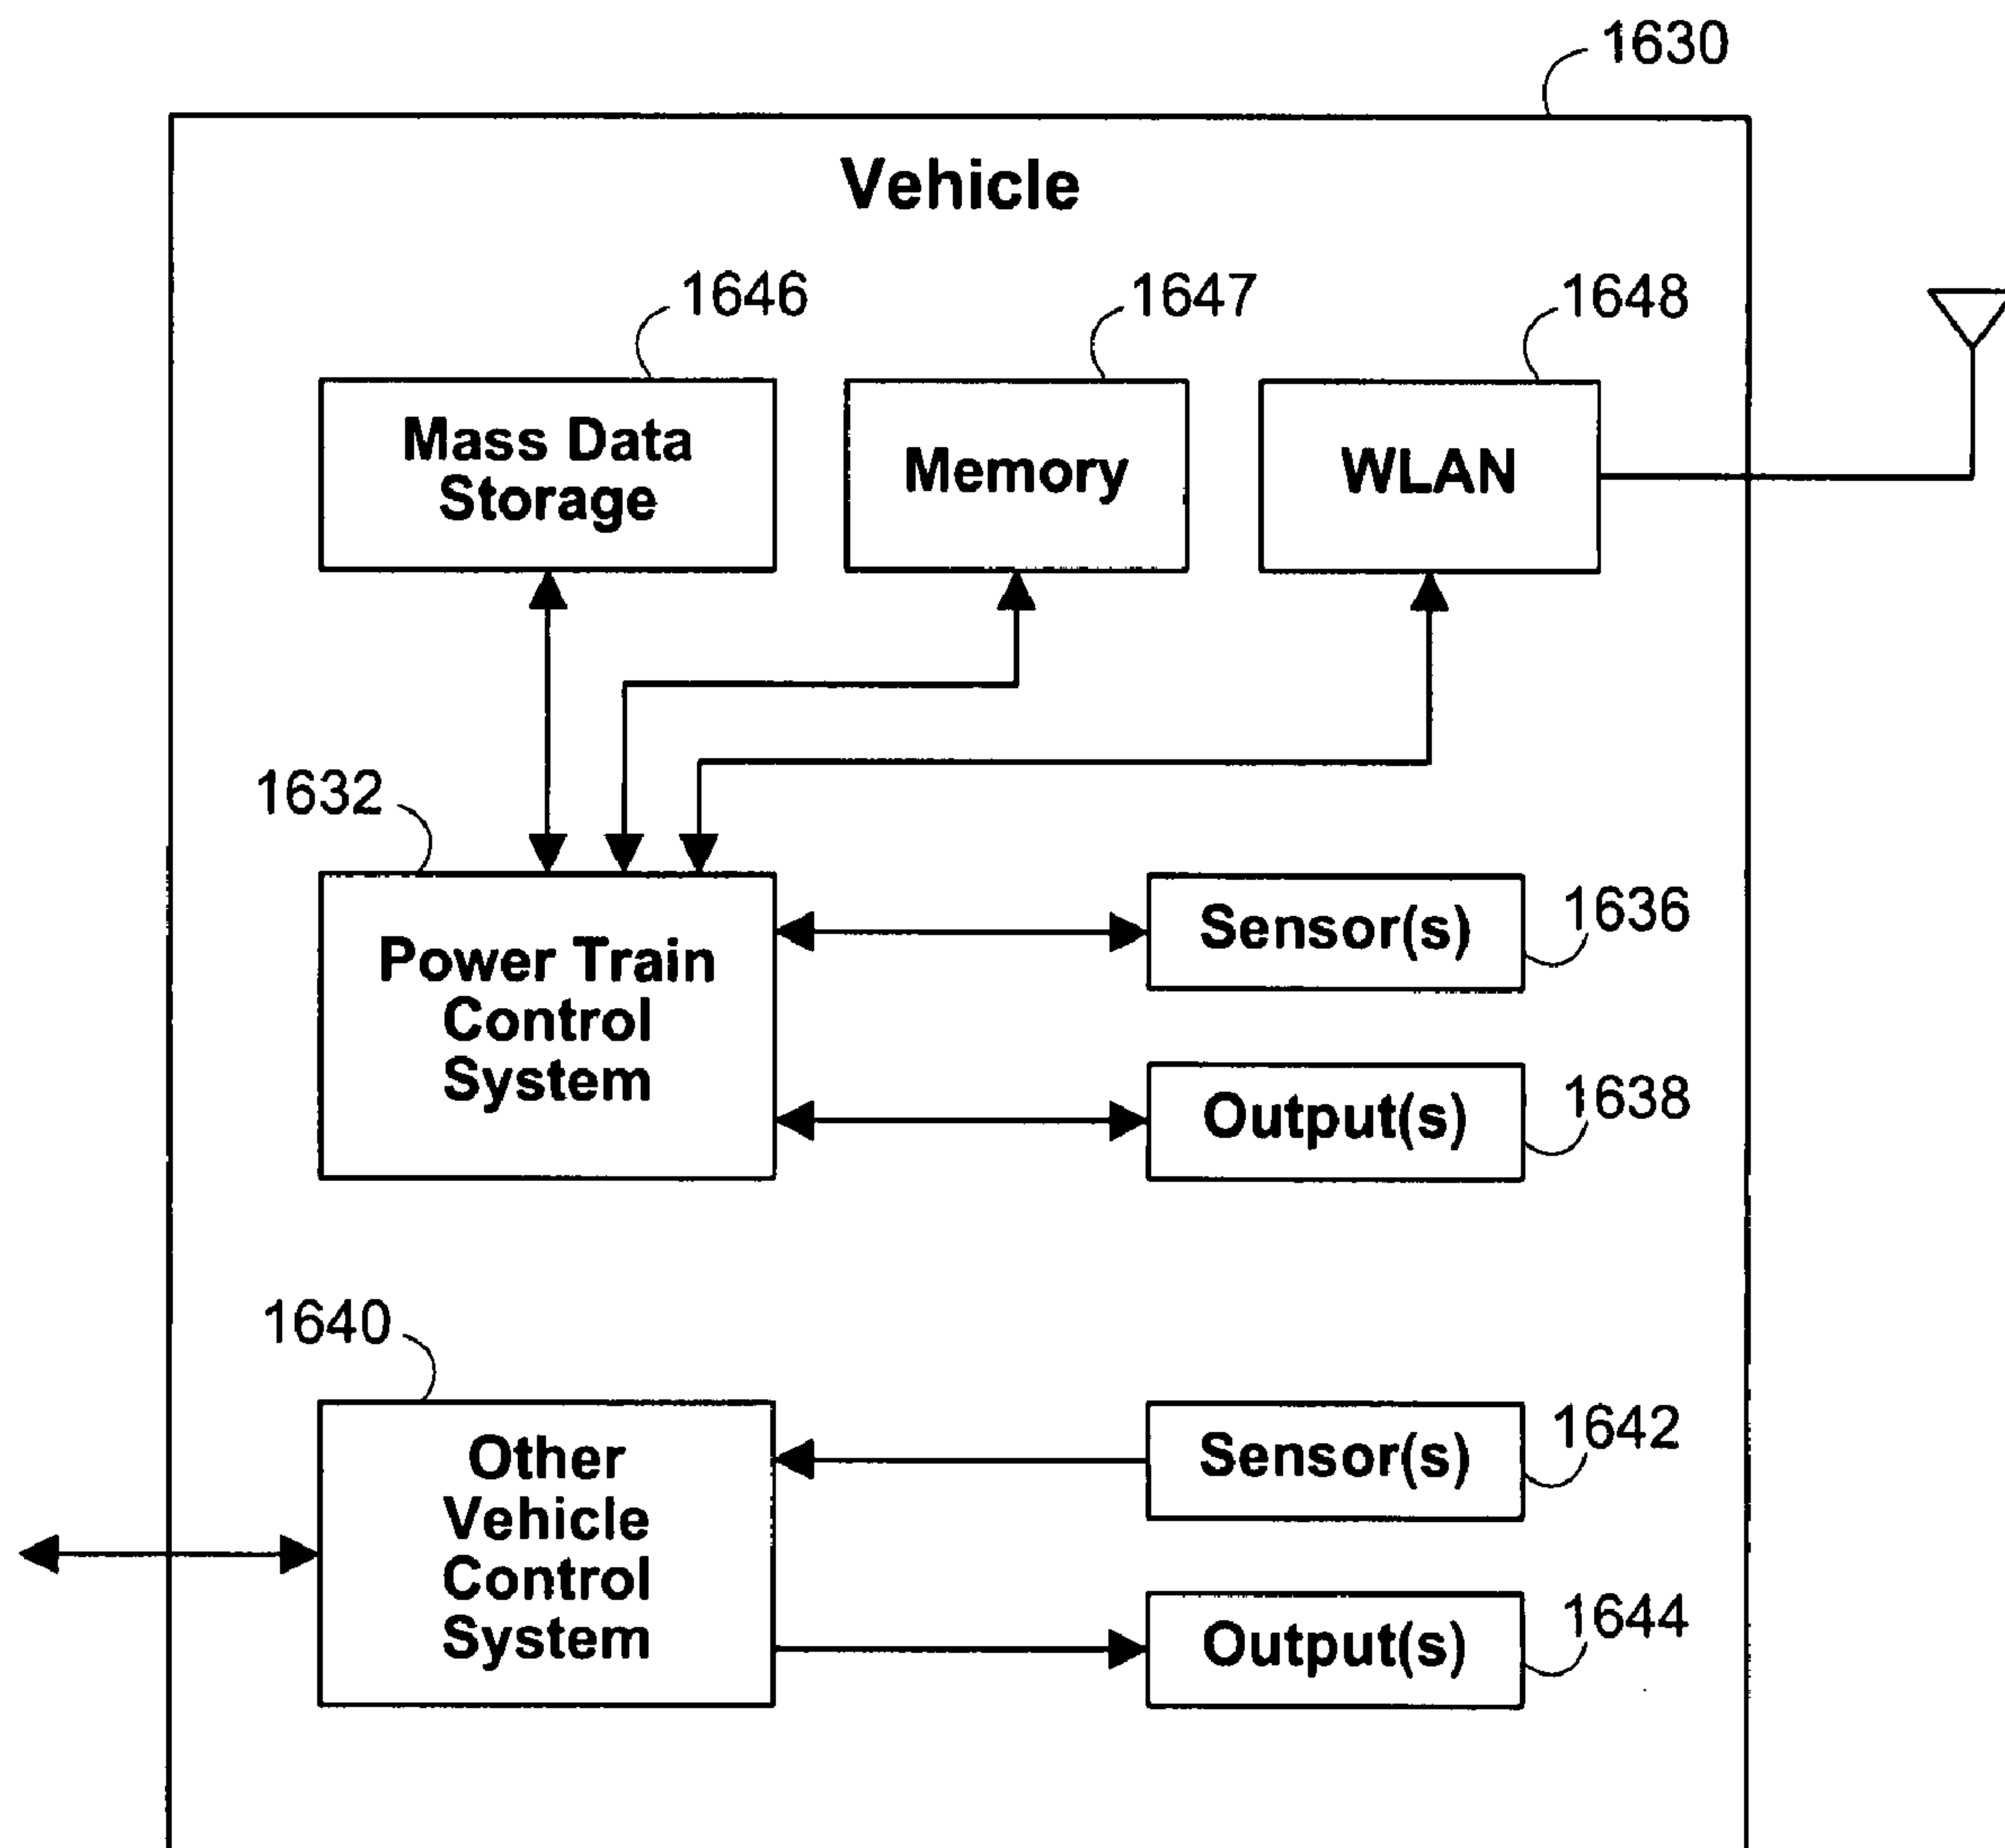 1630
Vehicle
1646
1647
1648
Mass Data
Storage
Memory
WLAN
1632
Power Train
Control
System
Sensor(s)
1636
Output(s)
1638
1640
Other
Vehicle
Control
System
Sensor(s)
1642
Output(s)
1644